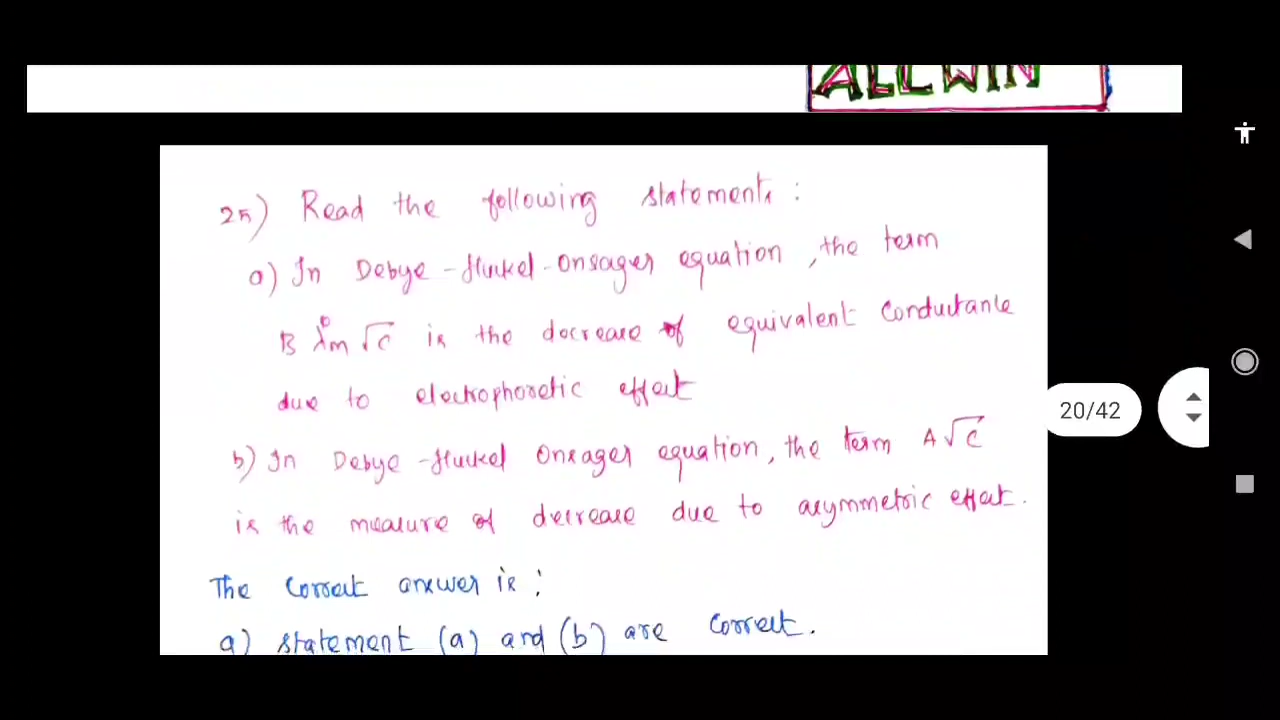 ALLWIN
25) Read the following statements :
a) In Debye-Huckel-Onsager equation, the term
B λ°m √c is the decrease of equivalent conductance
due to electrophoretic effect
b) In Debye-Huckel Onsager equation, the term A√c
is the measure of decrease due to asymmetric effect.
The correct answer is :
a) statement (a) and (b) are correct.
20/42